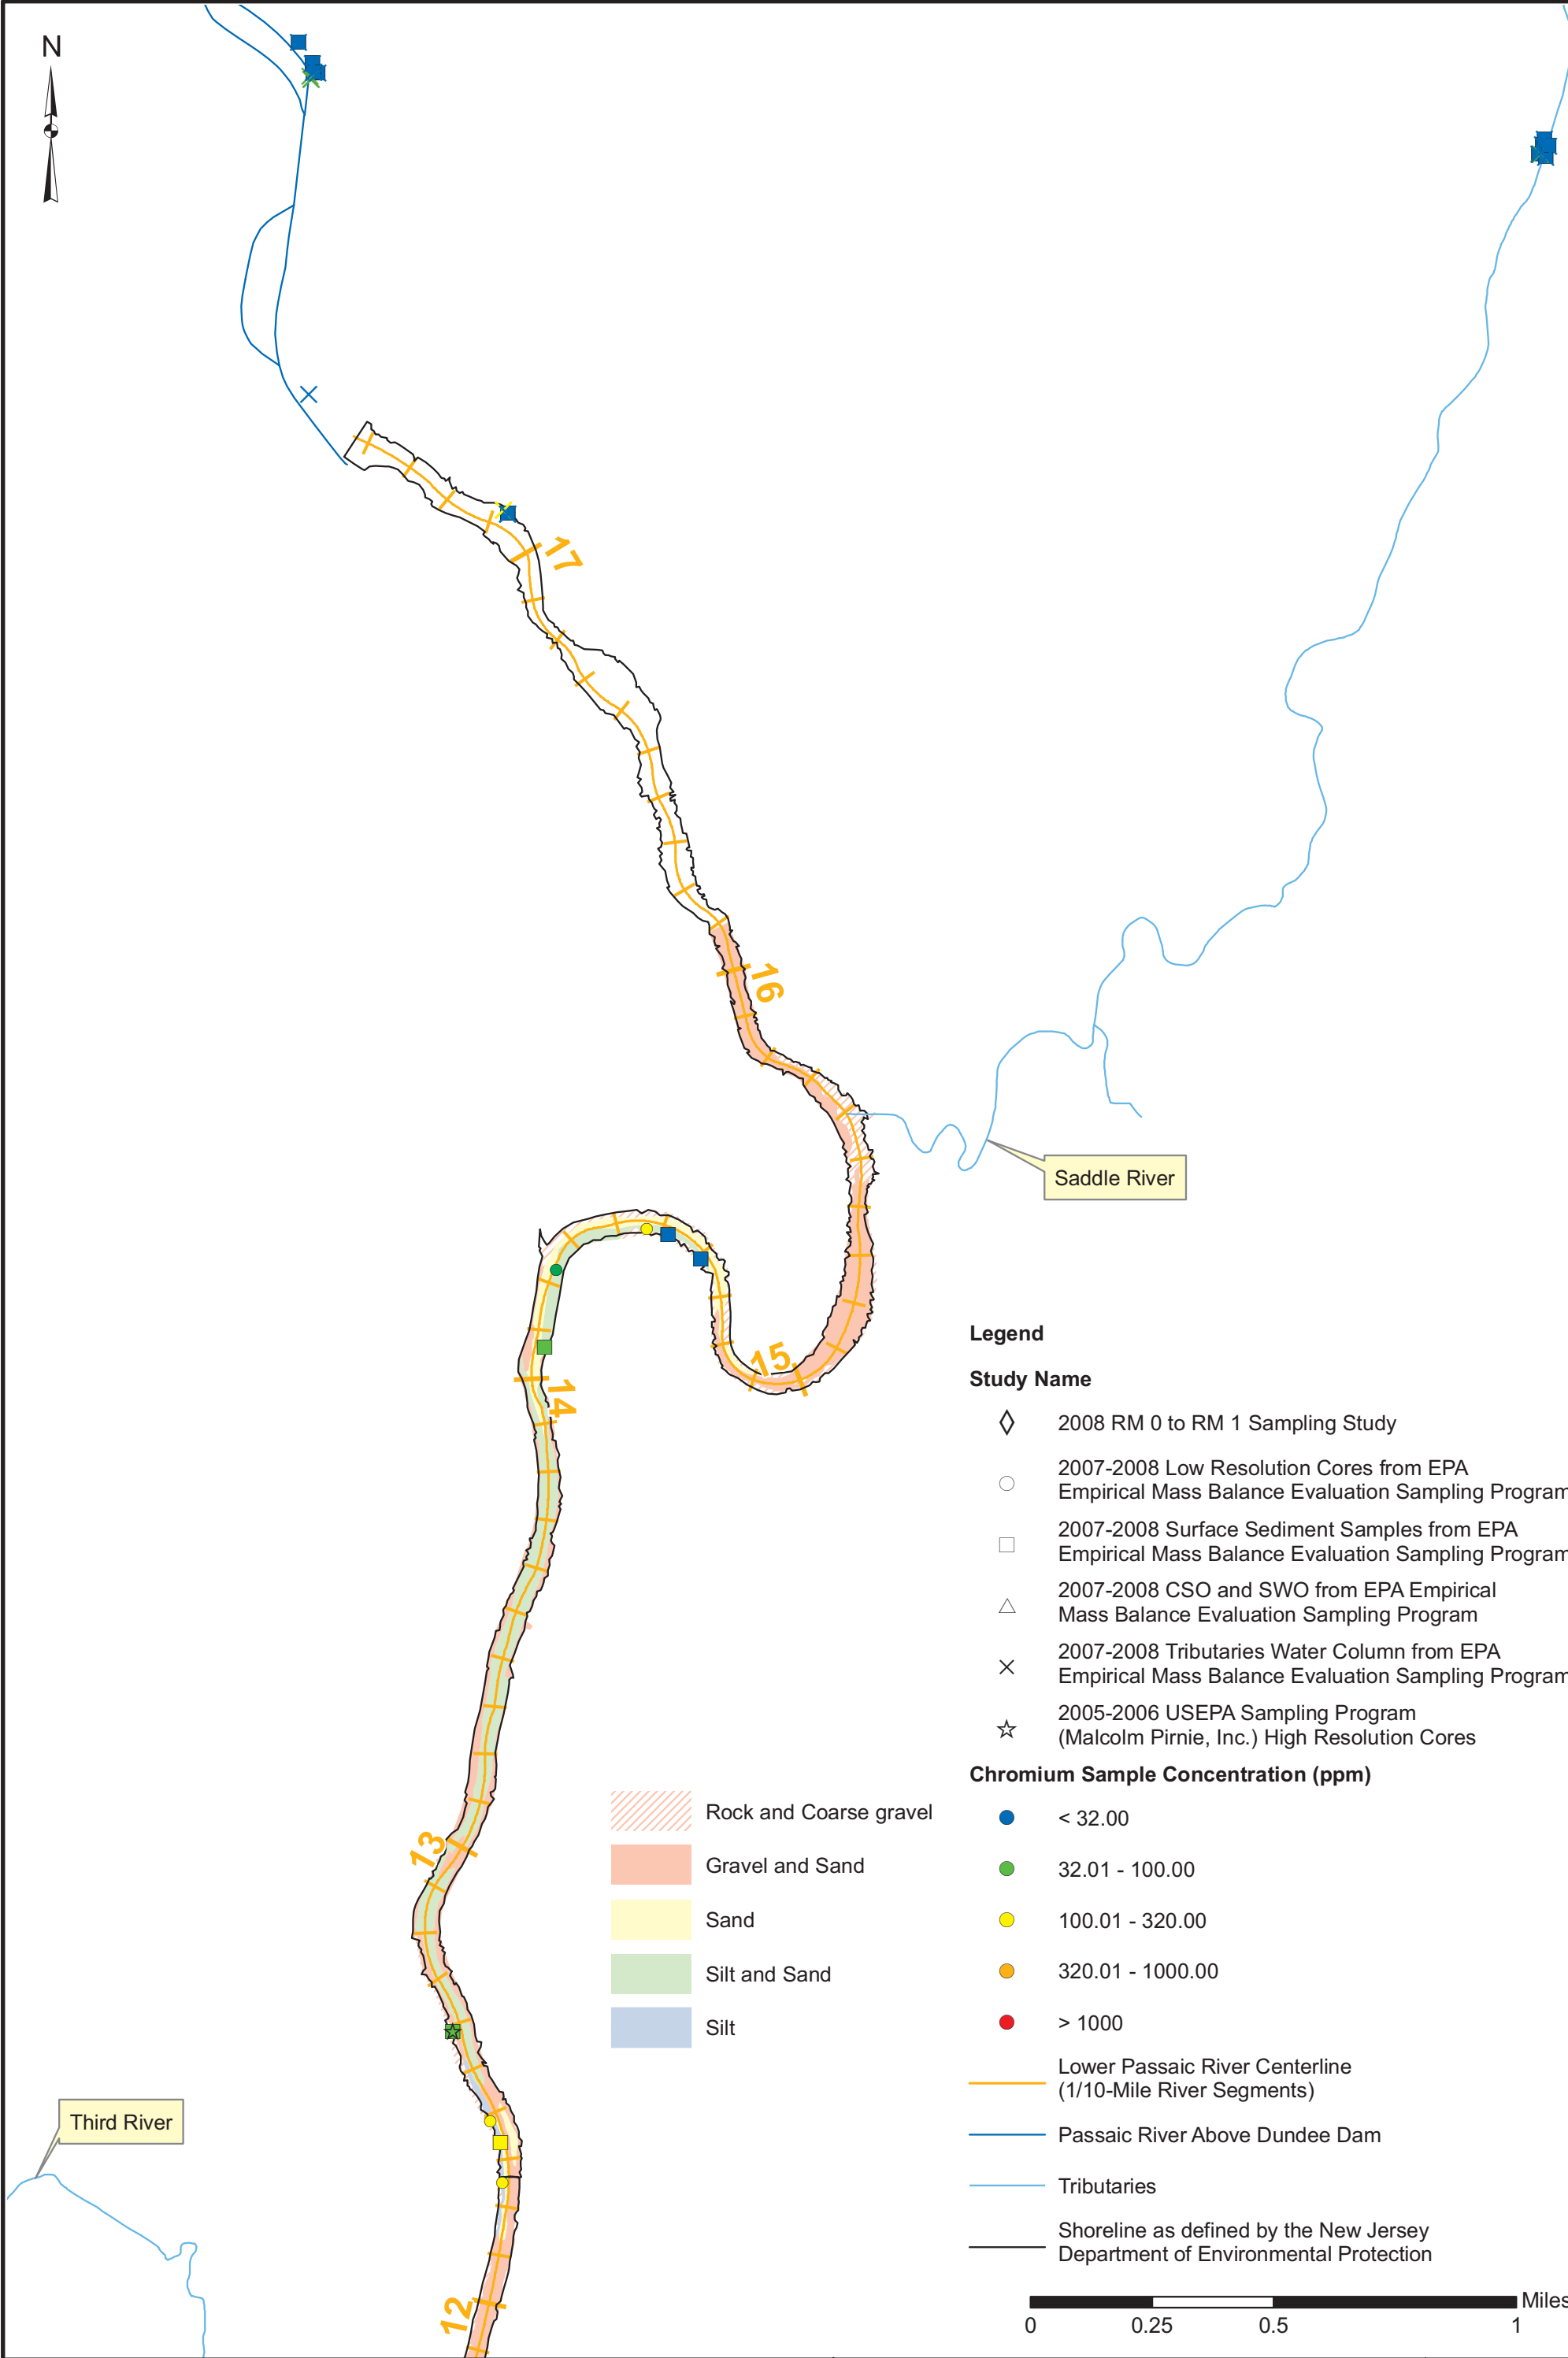 N
17
16
Saddle River
15
14
13
Third River
12
Rock and Coarse gravel
Gravel and Sand
Sand
Silt and Sand
Silt
Legend
Study Name
2008 RM 0 to RM 1 Sampling Study
2007-2008 Low Resolution Cores from EPA
Empirical Mass Balance Evaluation Sampling Program
2007-2008 Surface Sediment Samples from EPA
Empirical Mass Balance Evaluation Sampling Program
2007-2008 CSO and SWO from EPA Empirical
Mass Balance Evaluation Sampling Program
2007-2008 Tributaries Water Column from EPA
Empirical Mass Balance Evaluation Sampling Program
2005-2006 USEPA Sampling Program
(Malcolm Pirnie, Inc.) High Resolution Cores
Chromium Sample Concentration (ppm)
< 32.00
32.01 - 100.00
100.01 - 320.00
320.01 - 1000.00
> 1000
Lower Passaic River Centerline
(1/10-Mile River Segments)
Passaic River Above Dundee Dam
Tributaries
Shoreline as defined by the New Jersey
Department of Environmental Protection
Miles
0 0.25 0.5 1